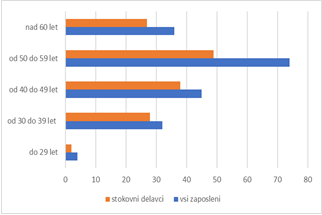 nad 60 let
od 50 do 59 let
od 40 do 49 let
od 30 do 39 let
do 29 let
0 10 20 30 40 50 60 70 80
stokovni delavci vsi zaposleni